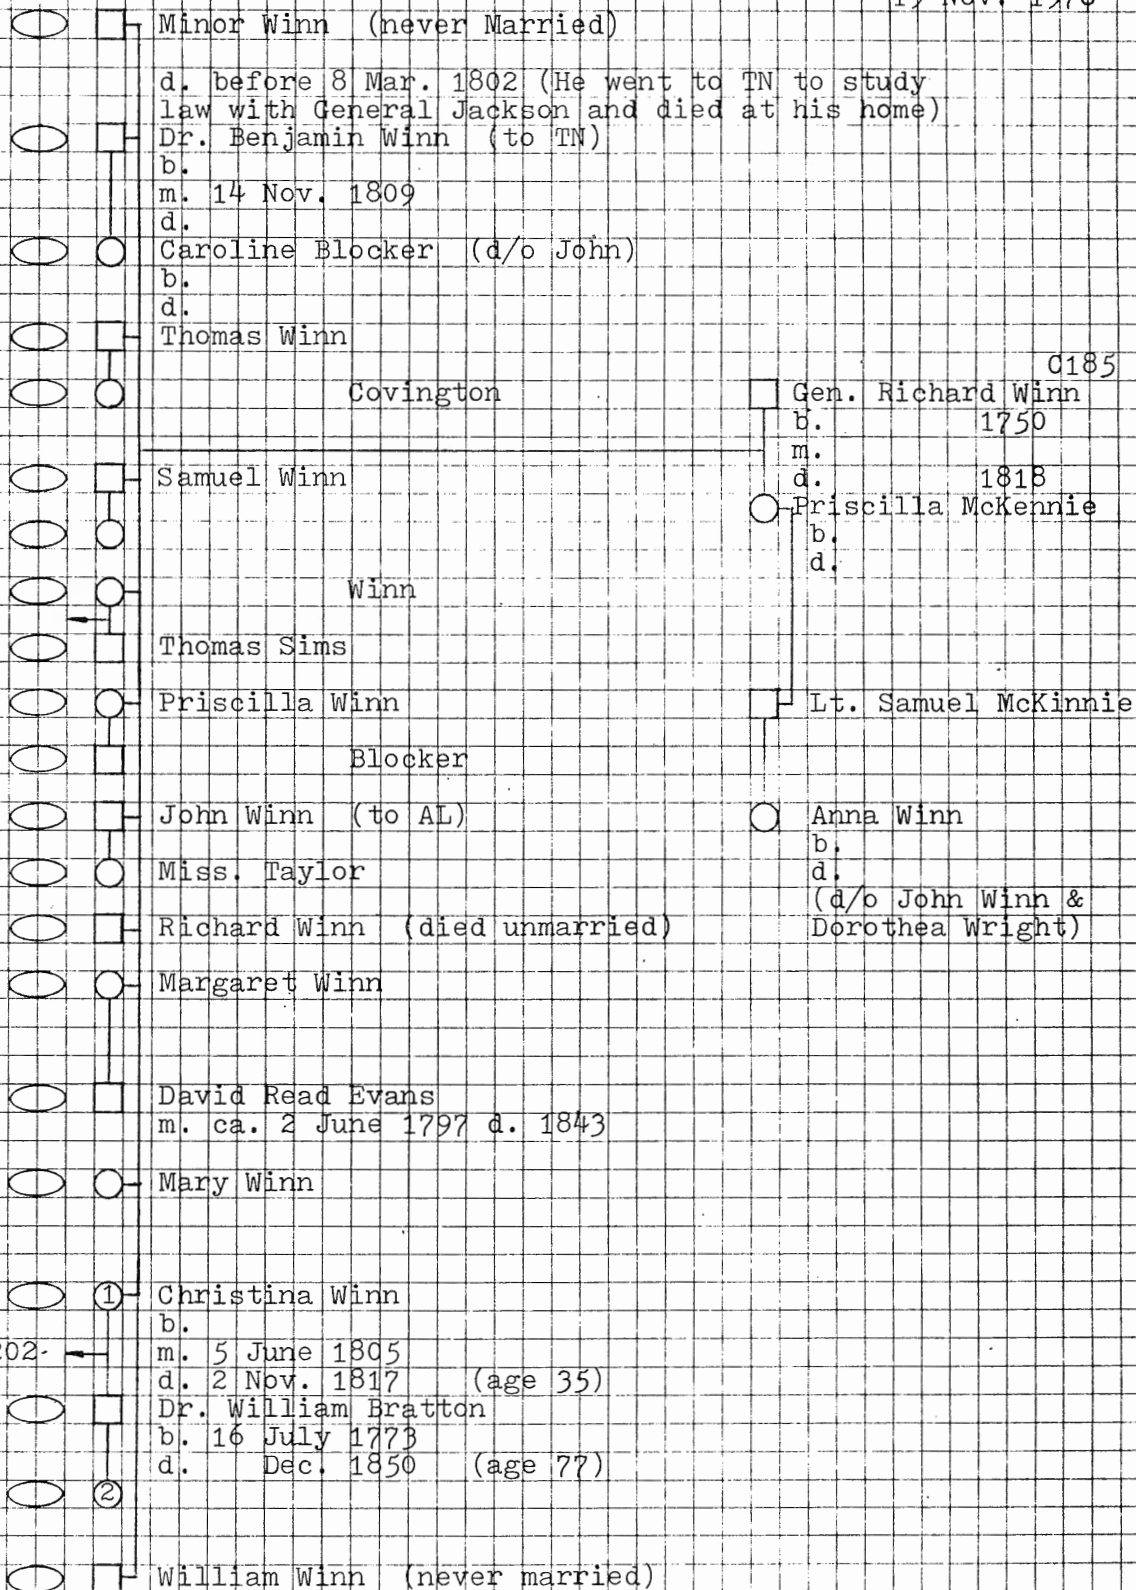 Minor Winn (never Married)
d. before 8 Mar. 1802 (He went to TN to study
law with General Jackson and died at his home)
Dr. Benjamin Winn (to TN)
b.
m. 14 Nov. 1809
d.
Caroline Blocker (d/o John)
b.
d.
Thomas Winn
Covington
C185
Gen. Richard Winn
b. 1750
m.
d. 1818
Priscilla McKennie
b.
d.
Samuel Winn
Winn
Thomas Sims
Priscilla Winn
Lt. Samuel McKinnie
Blocker
John Winn (to AL)
Anna Winn
b.
d.
(d/o John Winn &
Dorothea Wright)
Miss. Taylor
Richard Winn (died unmarried)
Margaret Winn
David Read Evans
m. ca. 2 June 1797 d. 1843
Mary Winn
1
Christina Winn
b.
202-
m. 5 June 1805
d. 2 Nov. 1817 (age 35)
Dr. William Bratton
b. 16 July 1773
d. Dec. 1850 (age 77)
2
William Winn (never married)